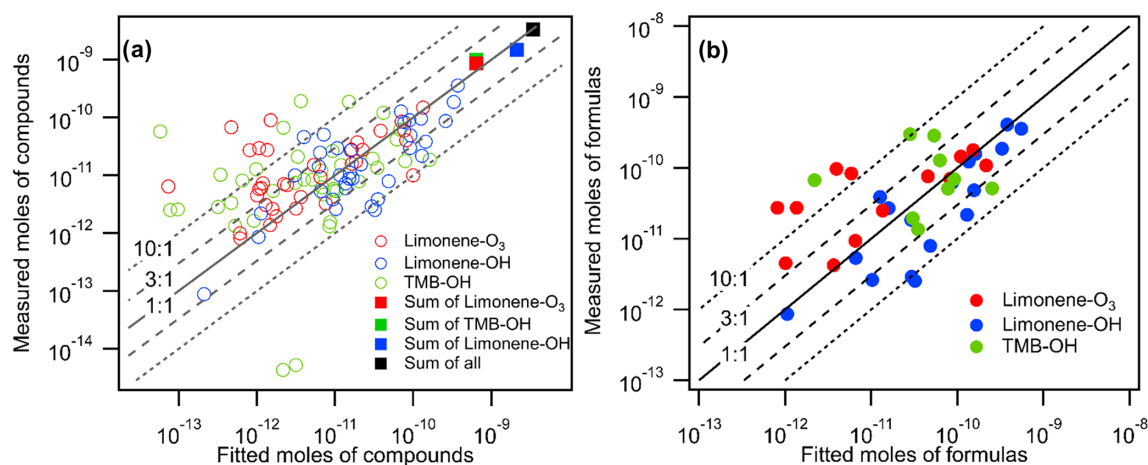 (a)
Measured moles of compounds
10⁻⁹
10⁻¹⁰
10⁻¹¹
10⁻¹²
10⁻¹³
10⁻¹⁴
10:1
3:1
1:1
Limonene-O₃
Limonene-OH
TMB-OH
Sum of Limonene-O₃
Sum of TMB-OH
Sum of Limonene-OH
Sum of all
10⁻¹³ 10⁻¹² 10⁻¹¹ 10⁻¹⁰ 10⁻⁹
Fitted moles of compounds
(b)
Measured moles of formulas
10⁻⁸
10⁻⁹
10⁻¹⁰
10⁻¹¹
10⁻¹²
10⁻¹³
10:1
3:1
1:1
Limonene-O₃
Limonene-OH
TMB-OH
10⁻¹³ 10⁻¹² 10⁻¹¹ 10⁻¹⁰ 10⁻⁹ 10⁻⁸
Fitted moles of formulas